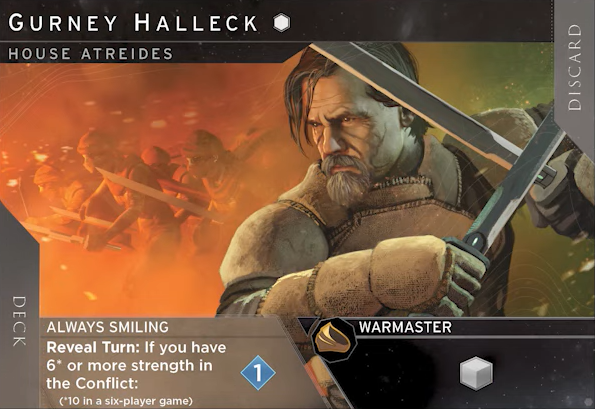 GURNEY HALLECK
HOUSE ATREIDES
DISCARD
DECK
ALWAYS SMILING
Reveal Turn: If you have
6* or more strength in
the Conflict:
(*10 in a six-player game)
1
WARMASTER